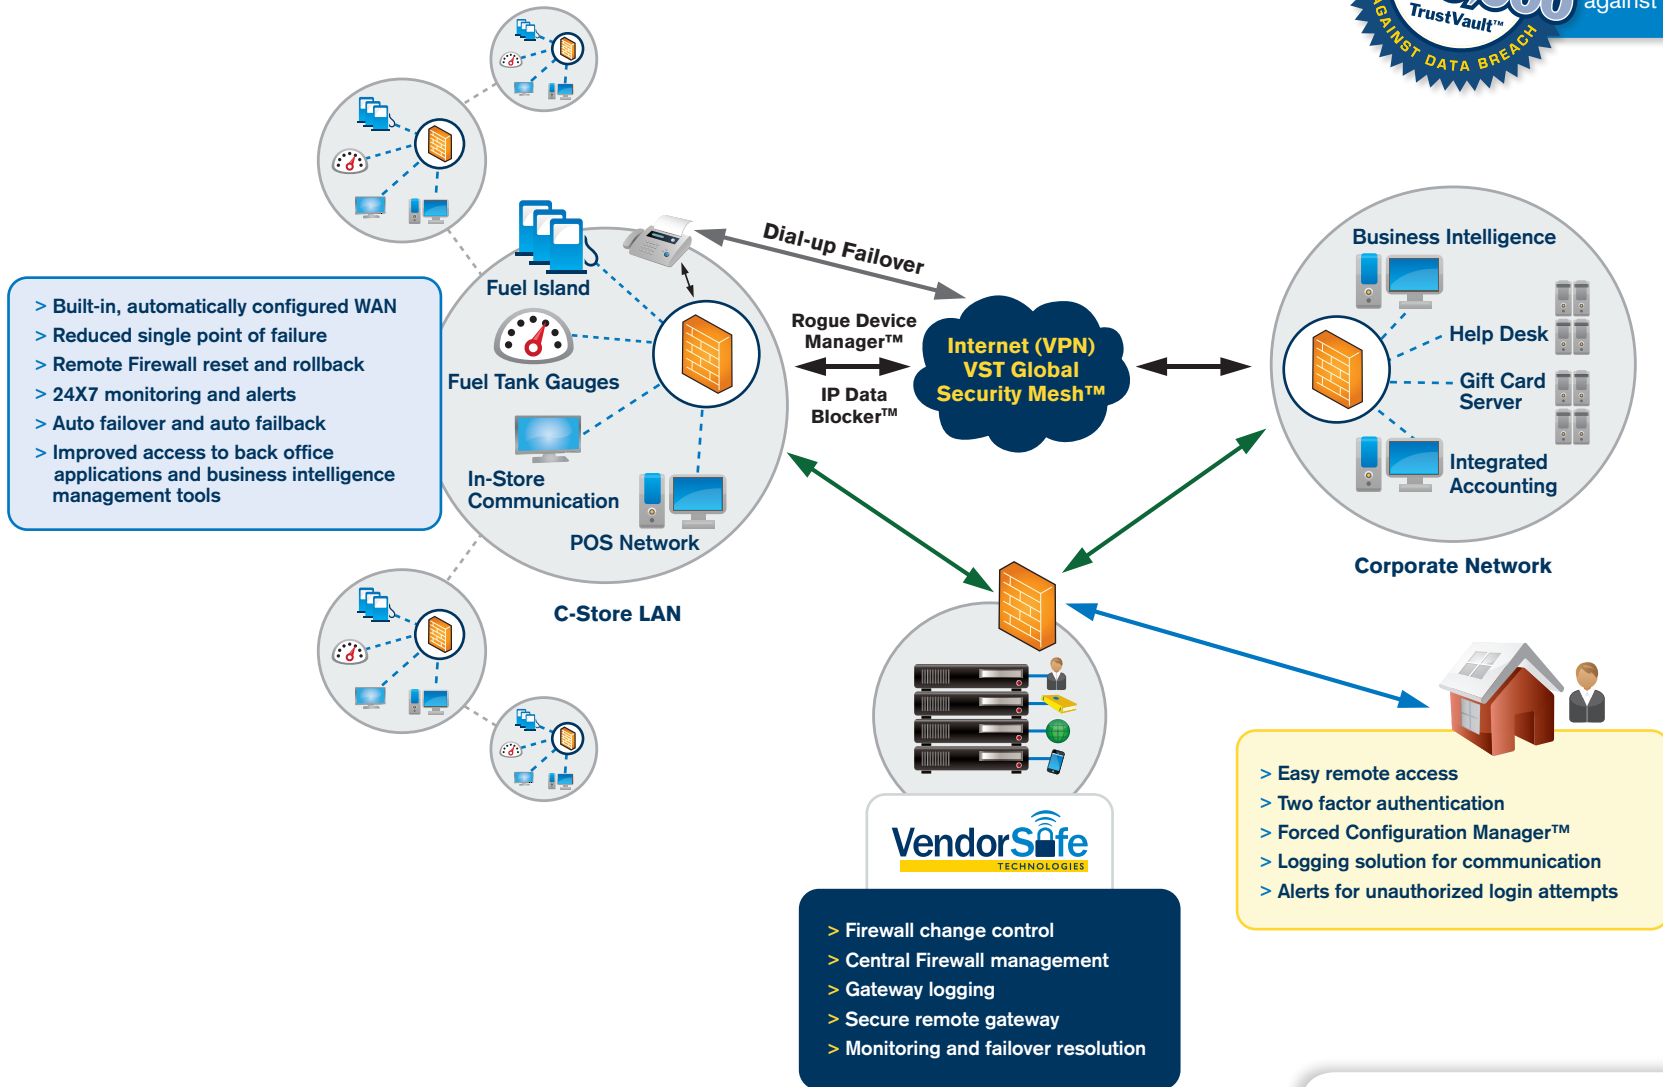 TrustVault™
AGAINST DATA BREACH
against
Dial-up Failover
Fuel Island
Fuel Tank Gauges
In-Store
Communication
POS Network
C-Store LAN
> Built-in, automatically configured WAN
> Reduced single point of failure
> Remote Firewall reset and rollback
> 24X7 monitoring and alerts
> Auto failover and auto failback
> Improved access to back office
applications and business intelligence
management tools
Rogue Device
Manager™
IP Data
Blocker™
Internet (VPN)
VST Global
Security Mesh™
Business Intelligence
Help Desk
Gift Card
Server
Integrated
Accounting
Corporate Network
VendorSafe
TECHNOLOGIES
> Firewall change control
> Central Firewall management
> Gateway logging
> Secure remote gateway
> Monitoring and failover resolution
> Easy remote access
> Two factor authentication
> Forced Configuration Manager™
> Logging solution for communication
> Alerts for unauthorized login attempts